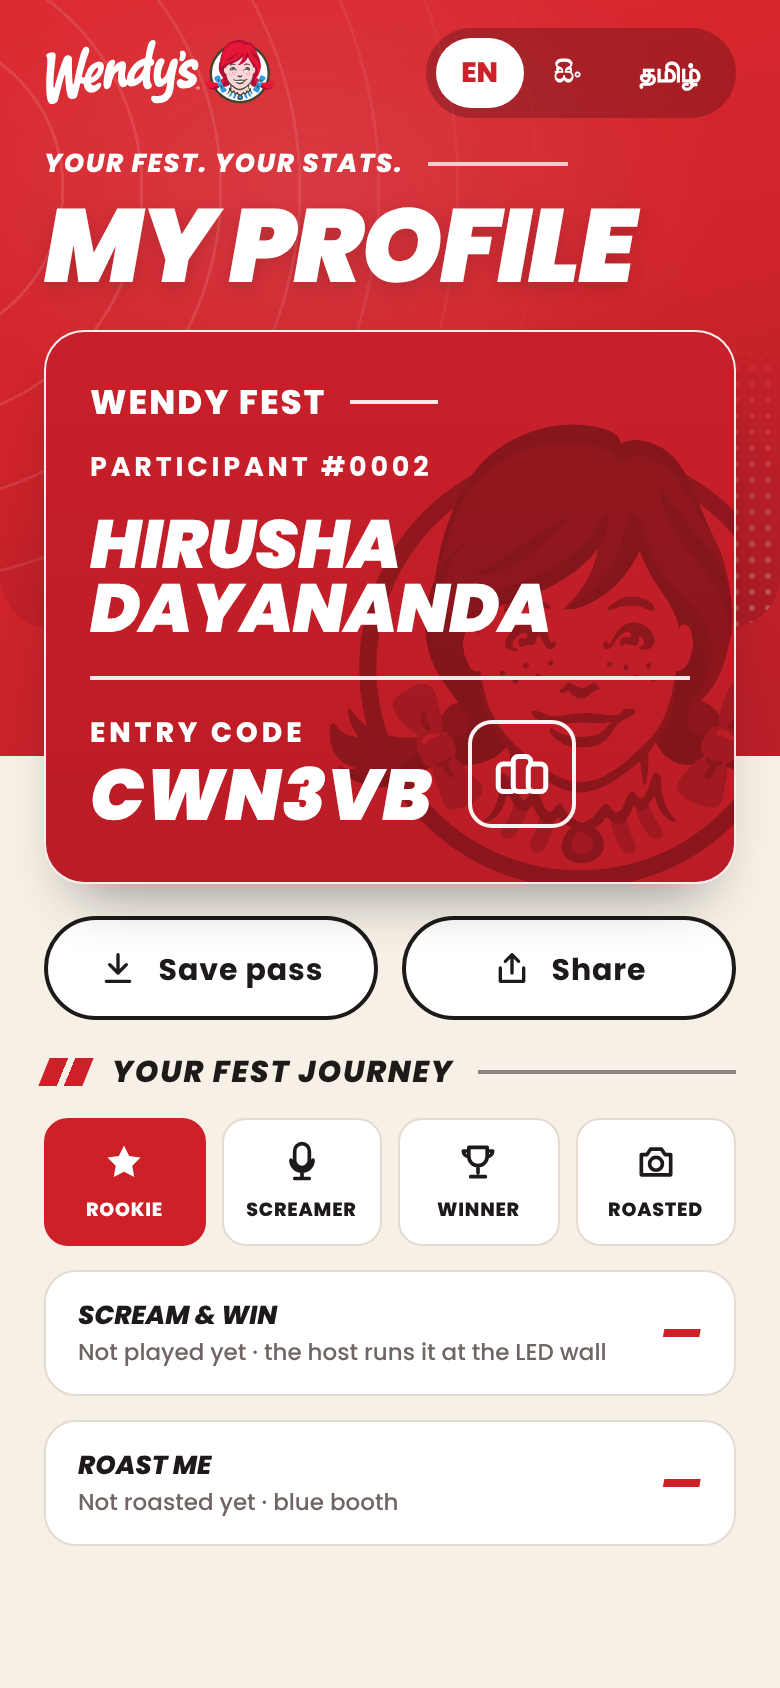 Wendy's
EN සිං தமிழ்
YOUR FEST. YOUR STATS.
MY PROFILE
WENDY FEST
PARTICIPANT #0002
HIRUSHA
DAYANANDA
ENTRY CODE
CWN3VB
Save pass Share
YOUR FEST JOURNEY
ROOKIE SCREAMER WINNER ROASTED
SCREAM & WIN
Not played yet · the host runs it at the LED wall
ROAST ME
Not roasted yet · blue booth